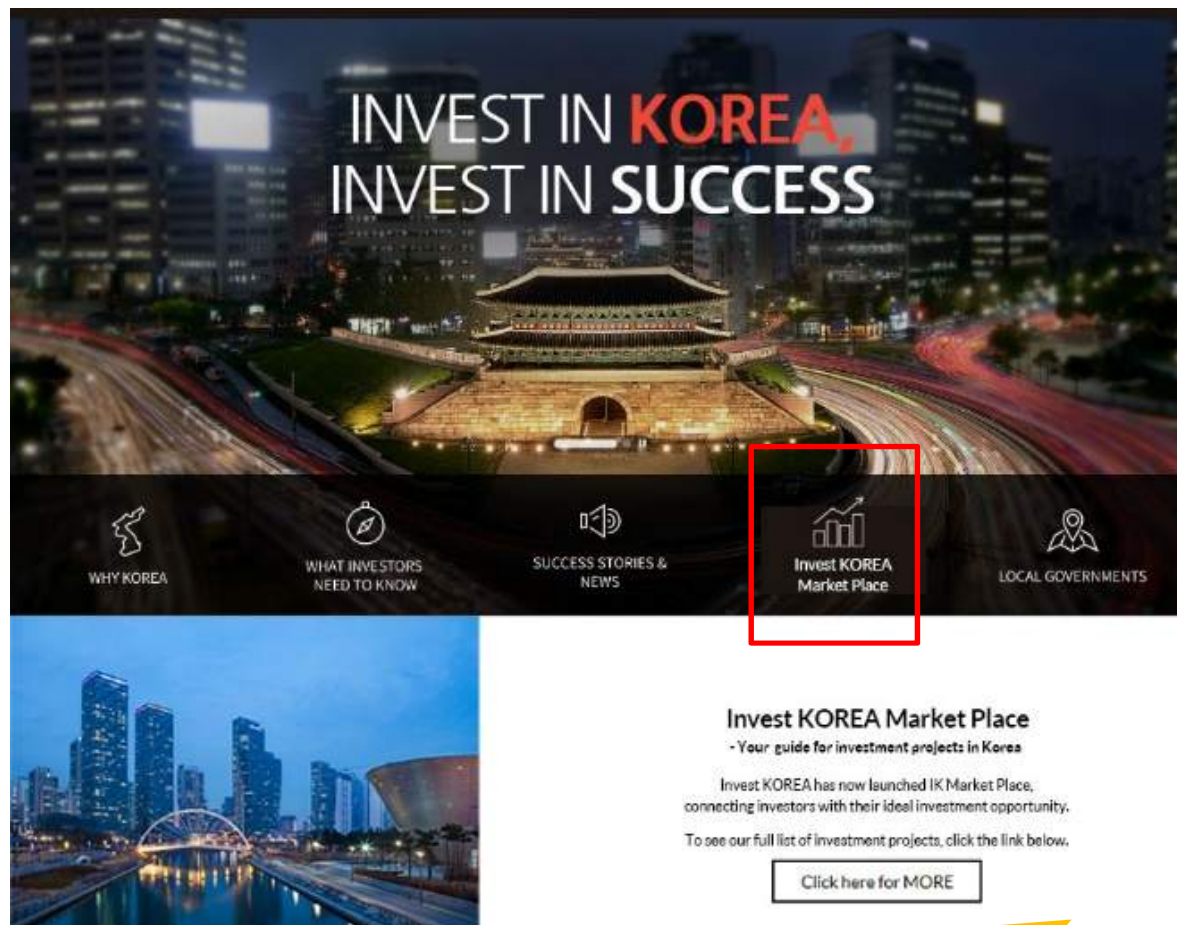 INVEST IN KOREA,
INVEST IN SUCCESS
WHY KOREA
WHAT INVESTORS
NEED TO KNOW
SUCCESS STORIES &
NEWS
Invest KOREA
Market Place
LOCAL GOVERNMENTS
Invest KOREA Market Place
- Your guide for investment projects in Korea
Invest KOREA has now launched IK Market Place,
connecting investors with their ideal investment opportunity.
To see our full list of investment projects, click the link below.
Click here for MORE